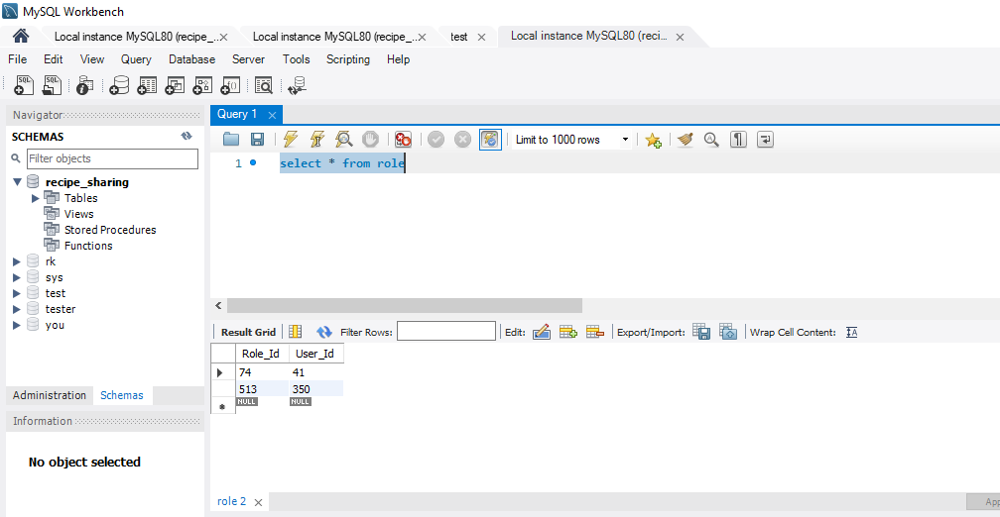 MySQL Workbench
Local instance MySQL80 (recipe_... Local instance MySQL80 (recipe_... test Local instance MySQL80 (reci...
File Edit View Query Database Server Tools Scripting Help
Navigator
SCHEMAS
Filter objects
recipe_sharing
Tables
Views
Stored Procedures
Functions
rk
sys
test
tester
you
Administration Schemas
Information
No object selected
Query 1
Limit to 1000 rows
1 select * from role
Result Grid Filter Rows: Edit: Export/Import: Wrap Cell Content:
Role_Id User_Id
74 41
513 350
NULL NULL
role 2